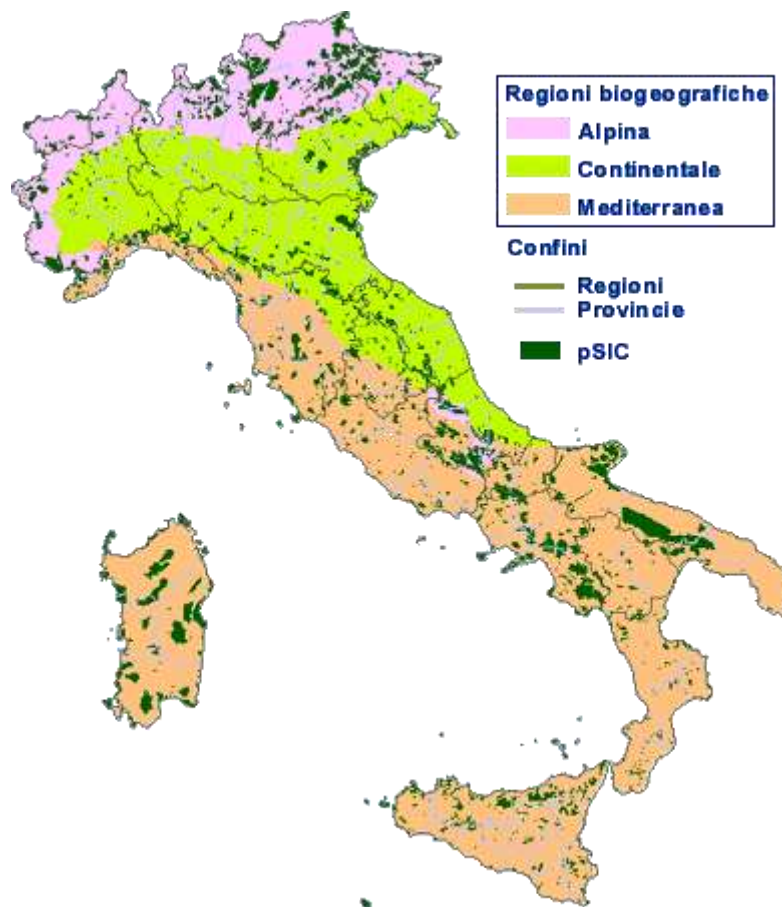 Regioni biogeografiche
Alpina
Continentale
Mediterranea
Confini
Regioni
Provincie
pSIC